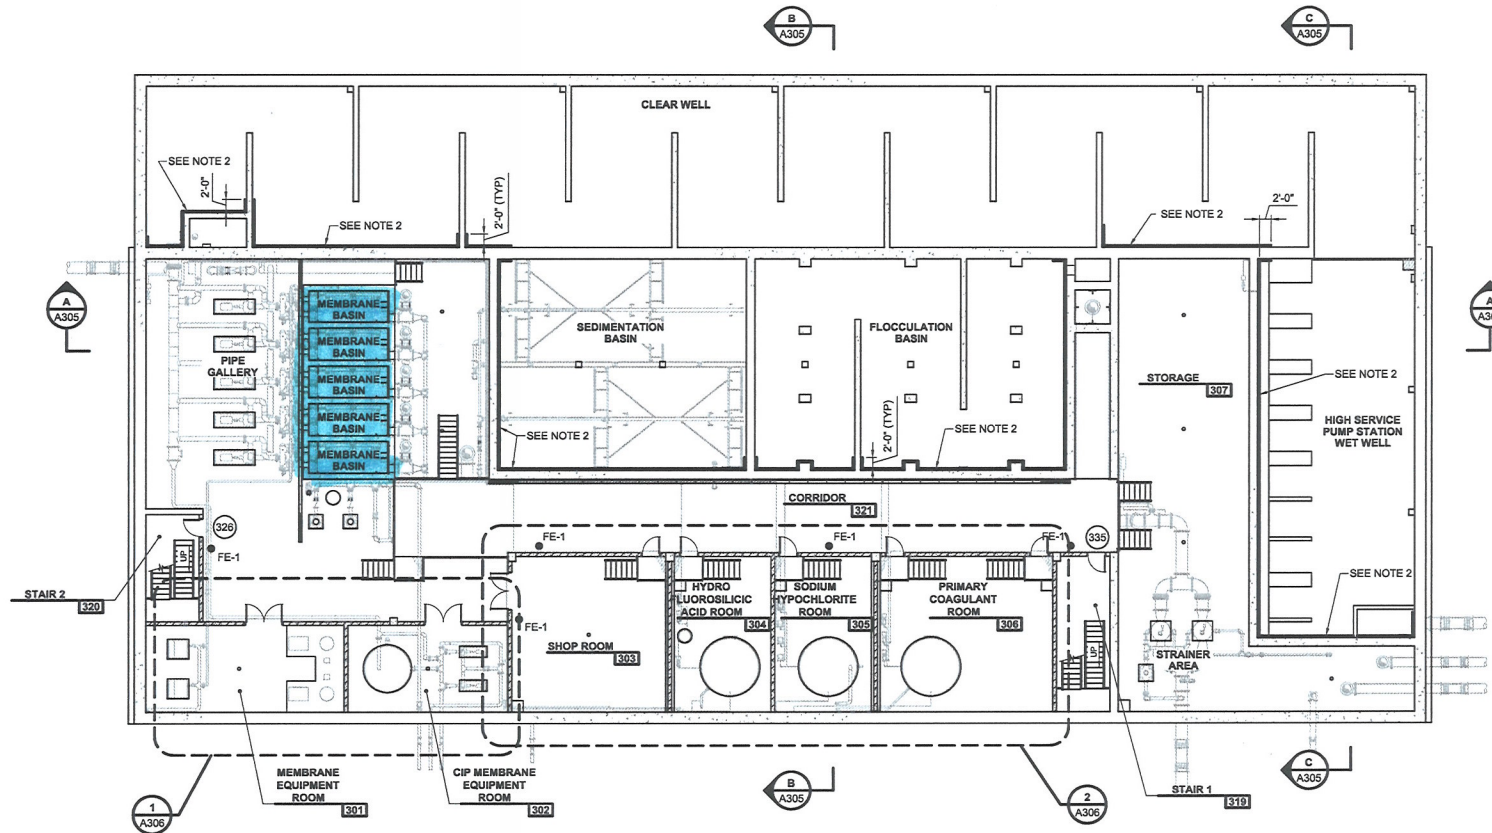 B
A305
C
A305
CLEAR WELL
SEE NOTE 2
2'-0"
SEE NOTE 2
2'-0" (TYP)
SEE NOTE 2
2'-0"
A
A305
A
MEMBRANE
BASIN
MEMBRANE
BASIN
MEMBRANE
BASIN
MEMBRANE
BASIN
MEMBRANE
BASIN
PIPE
GALLERY
SEDIMENTATION
BASIN
FLOCCULATION
BASIN
STORAGE
307
SEE NOTE 2
HIGH SERVICE
PUMP STATION
WET WELL
SEE NOTE 2
2'-0" (TYP)
SEE NOTE 2
CORRIDOR
321
326
FE-1
FE-1
FE-1
FE-1
335
UP
STAIR 2
320
FE-1
SHOP ROOM
303
HYDRO
FLUOROSILICIC
ACID ROOM
304
SODIUM
HYPOCHLORITE
ROOM
305
PRIMARY
COAGULANT
ROOM
306
SEE NOTE 2
UP
STRAINER
AREA
MEMBRANE
EQUIPMENT
ROOM
301
CIP MEMBRANE
EQUIPMENT
ROOM
302
B
A305
C
A305
STAIR 1
319
1
A306
2
A306